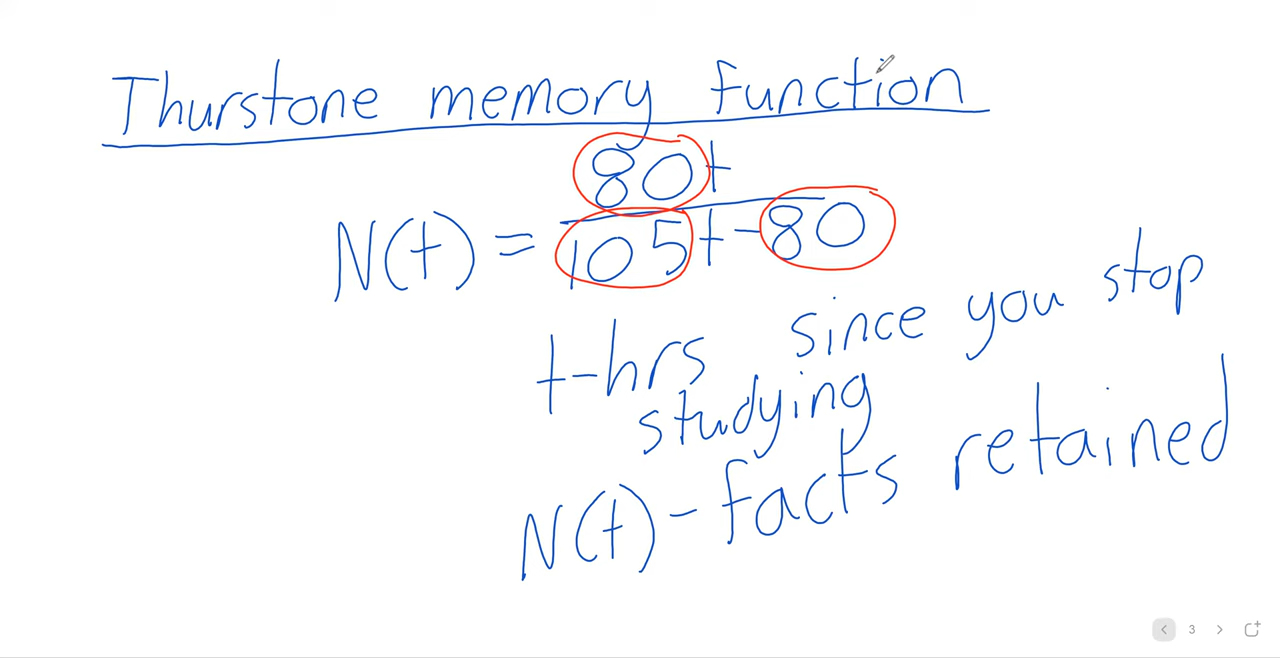 Thurstone memory function
N(t) = 80t
105t-80
t-hrs since you stop
studying
N(t)-facts retained
3